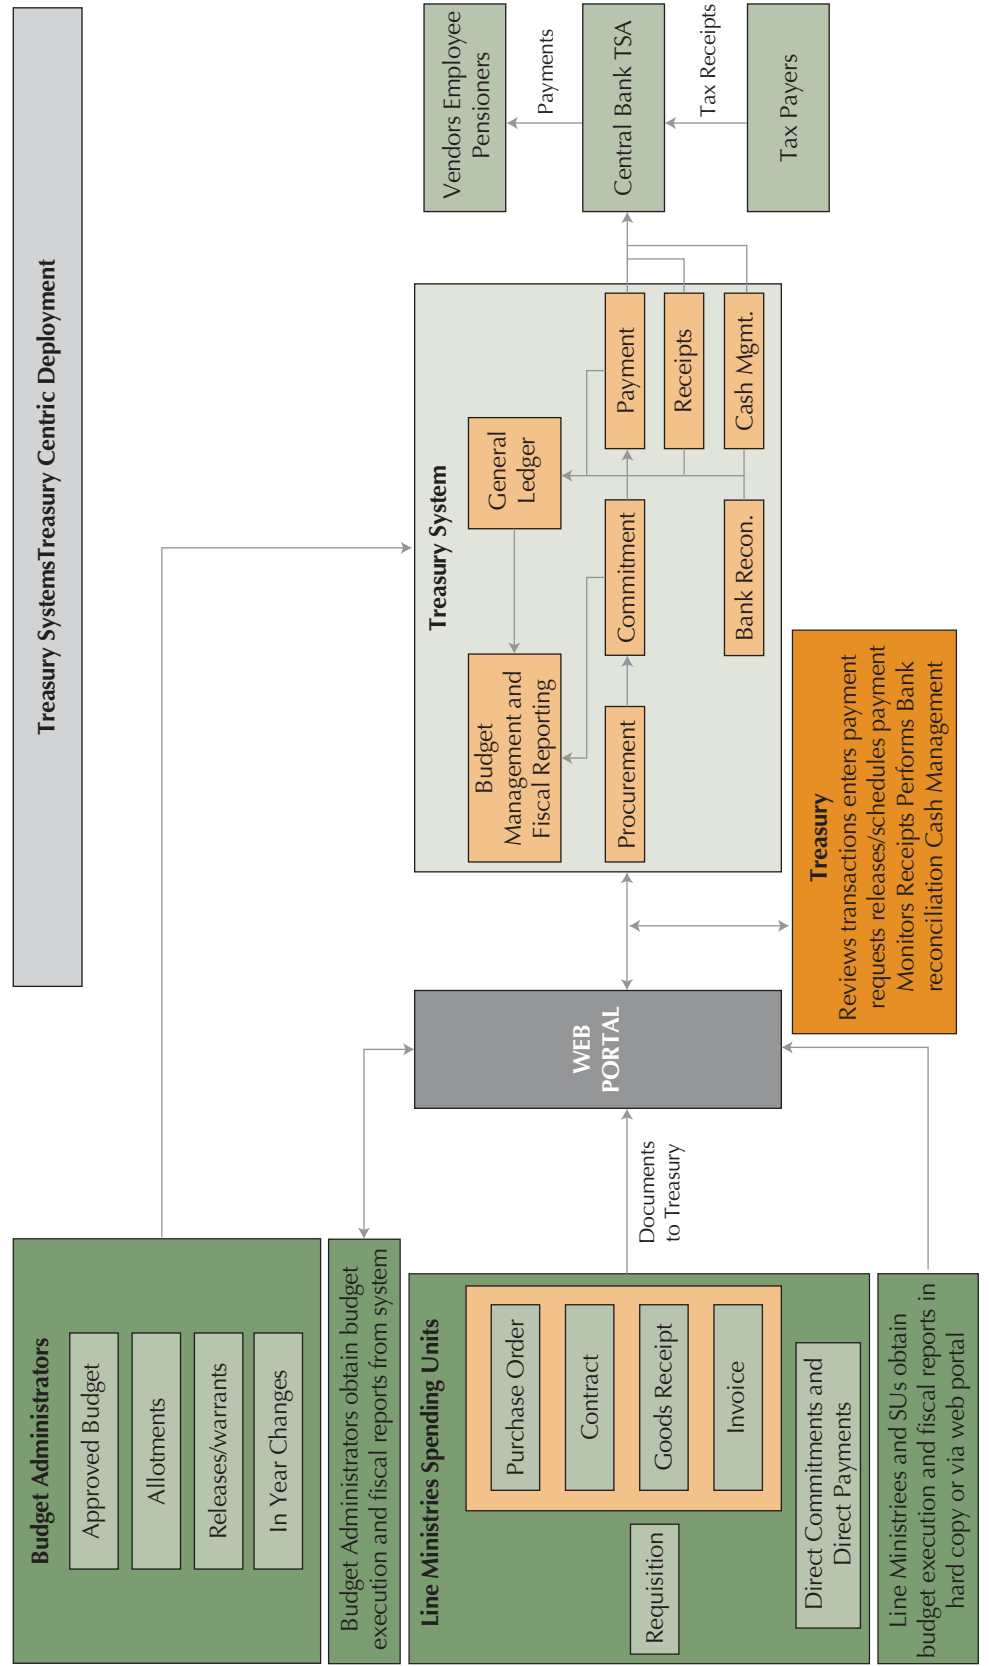 Treasury SystemsTreasury Centric Deployment
Budget Administrators
Approved Budget
Allotments
Releases/warrants
In Year Changes
Budget Administrators obtain budget
execution and fiscal reports from system
Line Ministries Spending Units
Requisition
Purchase Order
Contract
Goods Receipt
Invoice
Direct Commitments and
Direct Payments
Line Ministriees and SUs obtain
budget execution and fiscal reports in
hard copy or via web portal
Documents
to Treasury
WEB
PORTAL
Treasury System
Budget
Management and
Fiscal Reporting
General
Ledger
Procurement
Commitment
Payment
Receipts
Bank Recon.
Cash Mgmt.
Treasury
Reviews transactions enters payment
requests releases/schedules payment
Monitors Receipts Performs Bank
reconciliation Cash Management
Vendors Employee
Pensioners
Payments
Central Bank TSA
Tax Receipts
Tax Payers